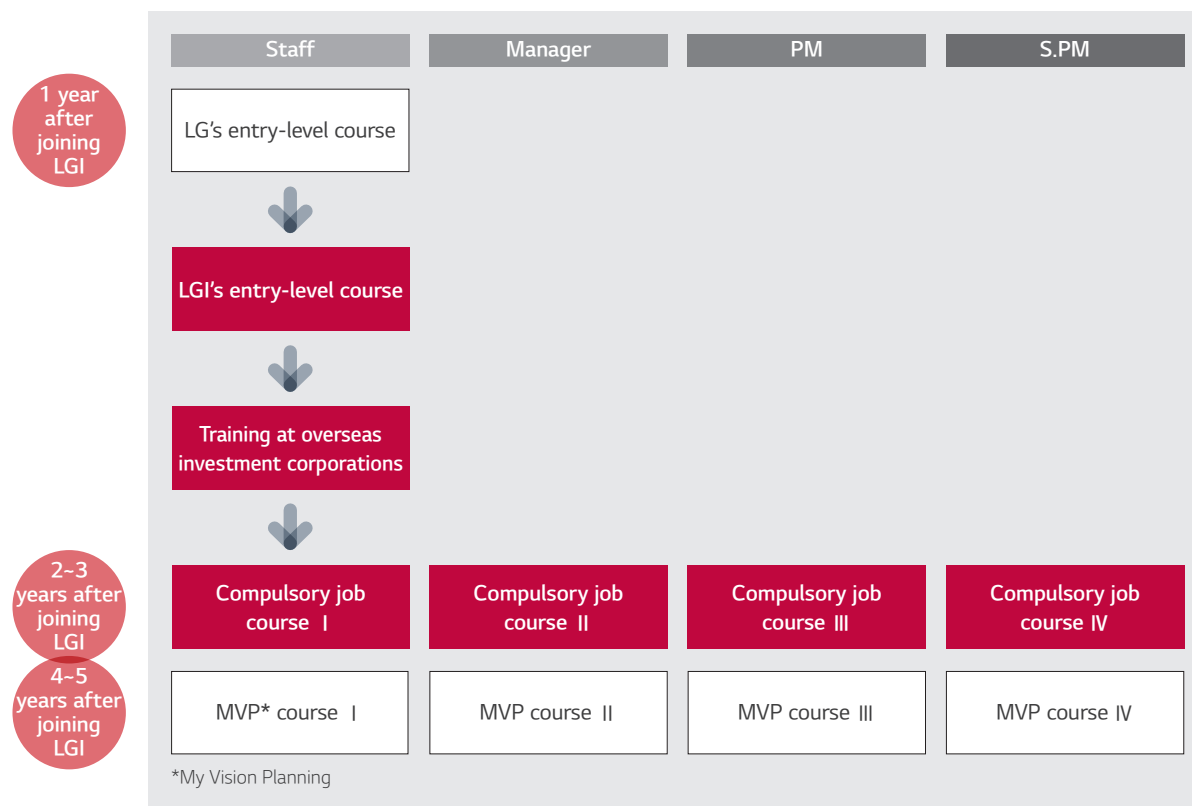 Staff
Manager
PM
S.PM
1 year
after
joining
LGI
LG's entry-level course
LGI's entry-level course
Training at overseas
investment corporations
2~3
years after
joining
LGI
Compulsory job
course Ⅰ
Compulsory job
course Ⅱ
Compulsory job
course Ⅲ
Compulsory job
course Ⅳ
4~5
years after
joining
LGI
MVP* course Ⅰ
MVP course Ⅱ
MVP course Ⅲ
MVP course Ⅳ
*My Vision Planning